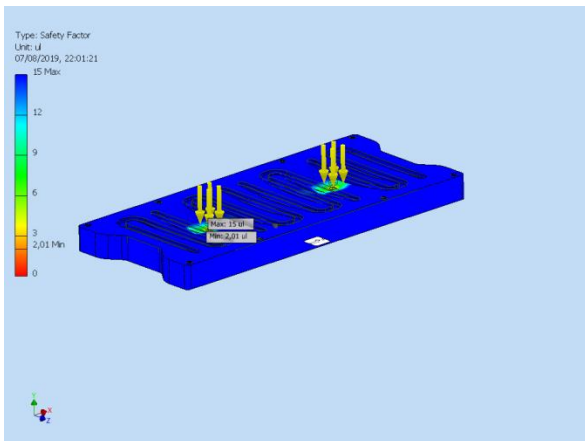 Type: Safety Factor
Unit: ul
07/08/2019, 22:01:21
15 Max
12
9
6
3
2,01 Min
0
Max: 15 ul
Min: 2,01 ul
Y
X
Z